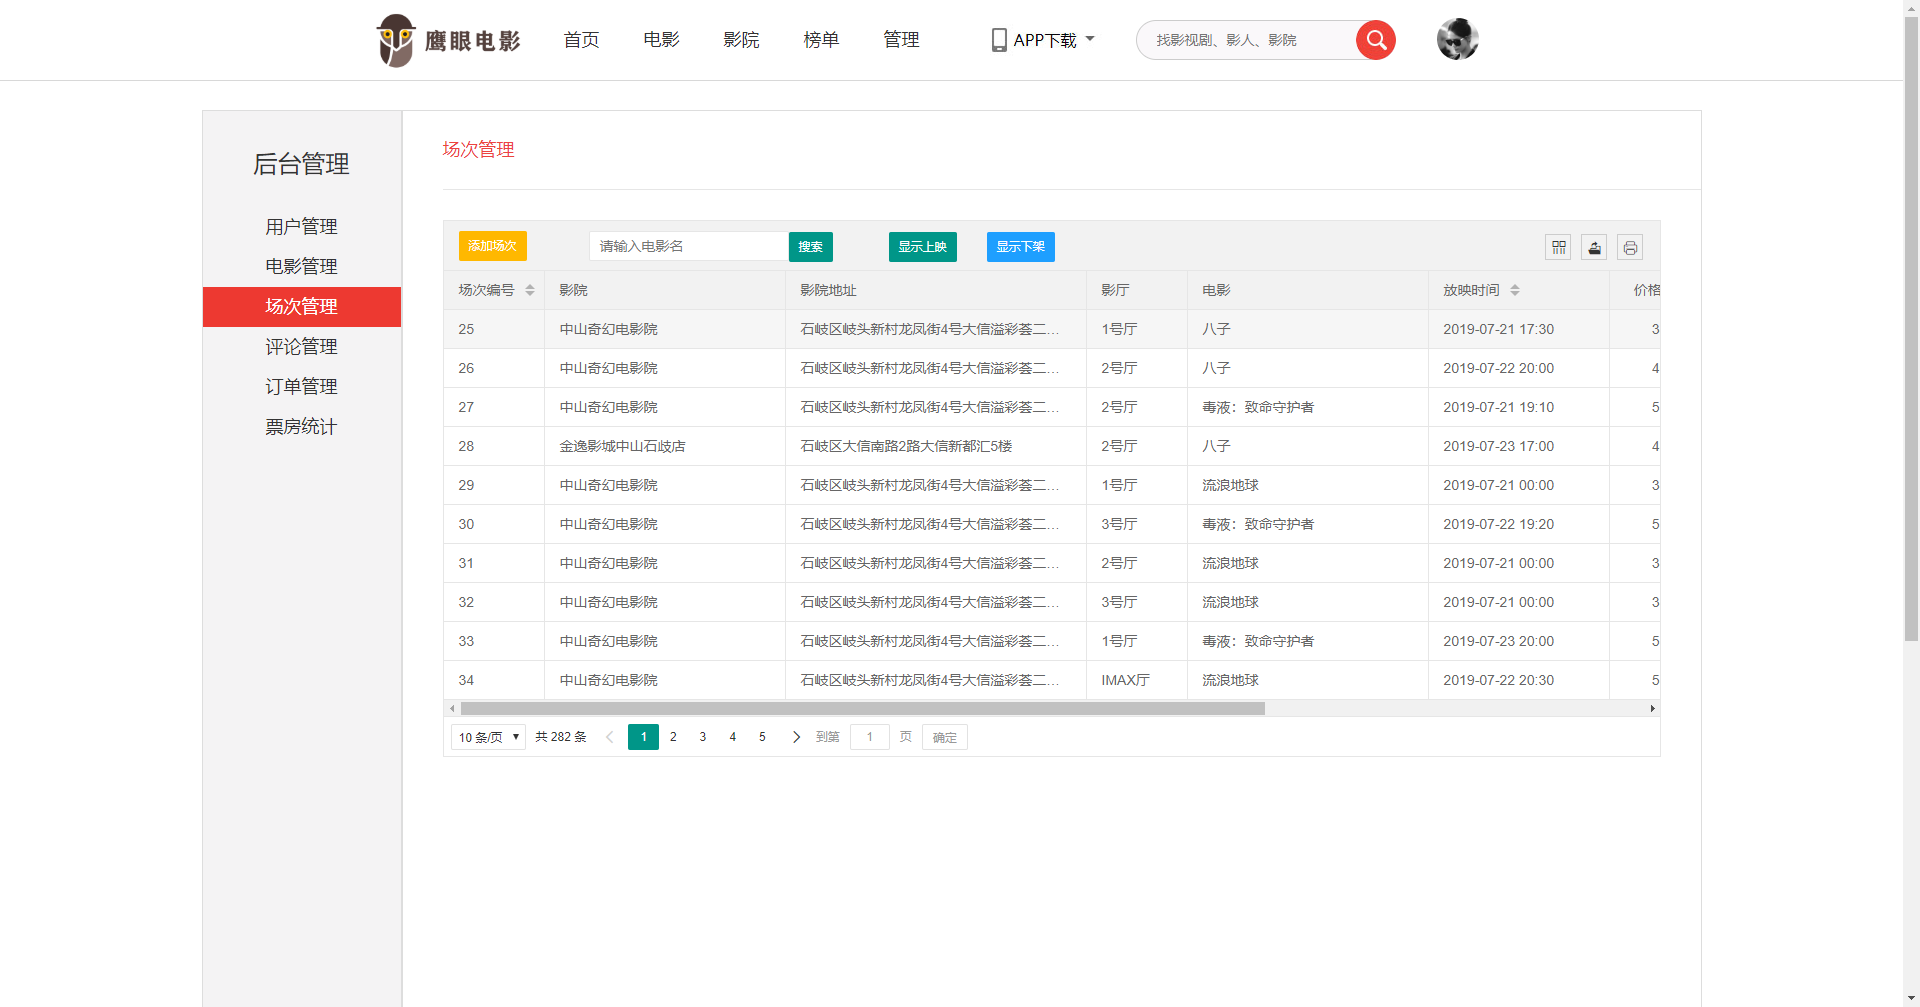 鹰眼电影 首页 电影 影院 榜单 管理 APP下载 找影视剧、影人、影院
后台管理
用户管理
电影管理
场次管理
评论管理
订单管理
票房统计
场次管理
添加场次 请输入电影名 搜索 显示上映 显示下架
场次编号 影院 影院地址 影厅 电影 放映时间 价格
25 中山奇幻电影院 石岐区岐头新村龙凤街4号大信溢彩荟二... 1号厅 八子 2019-07-21 17:30 3
26 中山奇幻电影院 石岐区岐头新村龙凤街4号大信溢彩荟二... 2号厅 八子 2019-07-22 20:00 4
27 中山奇幻电影院 石岐区岐头新村龙凤街4号大信溢彩荟二... 2号厅 毒液：致命守护者 2019-07-21 19:10 5
28 金逸影城中山石歧店 石岐区大信南路2路大信新都汇5楼 2号厅 八子 2019-07-23 17:00 4
29 中山奇幻电影院 石岐区岐头新村龙凤街4号大信溢彩荟二... 1号厅 流浪地球 2019-07-21 00:00 3
30 中山奇幻电影院 石岐区岐头新村龙凤街4号大信溢彩荟二... 3号厅 毒液：致命守护者 2019-07-22 19:20 5
31 中山奇幻电影院 石岐区岐头新村龙凤街4号大信溢彩荟二... 2号厅 流浪地球 2019-07-21 00:00 3
32 中山奇幻电影院 石岐区岐头新村龙凤街4号大信溢彩荟二... 3号厅 流浪地球 2019-07-21 00:00 3
33 中山奇幻电影院 石岐区岐头新村龙凤街4号大信溢彩荟二... 1号厅 毒液：致命守护者 2019-07-23 20:00 5
34 中山奇幻电影院 石岐区岐头新村龙凤街4号大信溢彩荟二... IMAX厅 流浪地球 2019-07-22 20:30 5
10 条/页 共 282 条 1 2 3 4 5 到第 1 页 确定